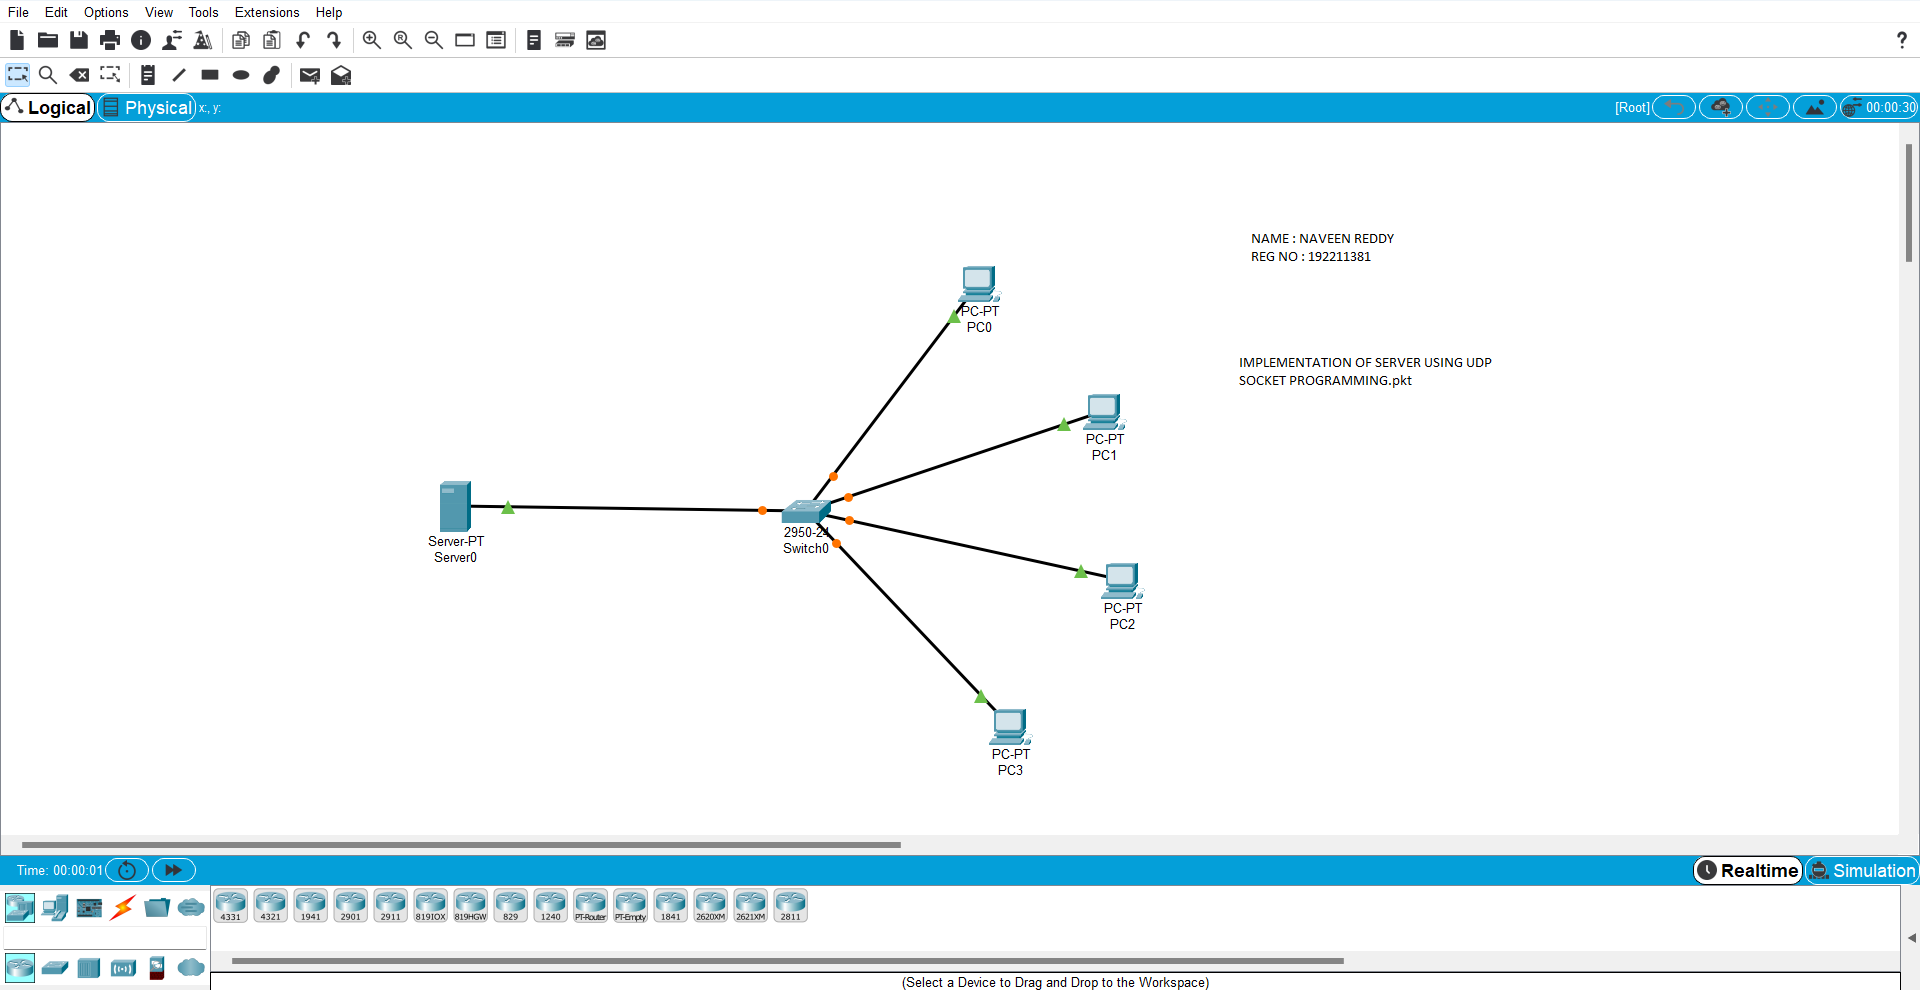 File Edit Options View Tools Extensions Help
?
Logical Physical x:, y: [Root] 00:00:30
NAME : NAVEEN REDDY
REG NO : 192211381
PC-PT
PC0
IMPLEMENTATION OF SERVER USING UDP
SOCKET PROGRAMMING.pkt
PC-PT
PC1
Server-PT
Server0
2950-24
Switch0
PC-PT
PC2
PC-PT
PC3
Time: 00:00:01 Realtime Simulation
4331 4321 1941 2901 2911 819IOX 819HGW 829 1240 PT-Router PT-Empty 1841 2620XM 2621XM 2811
(Select a Device to Drag and Drop to the Workspace)